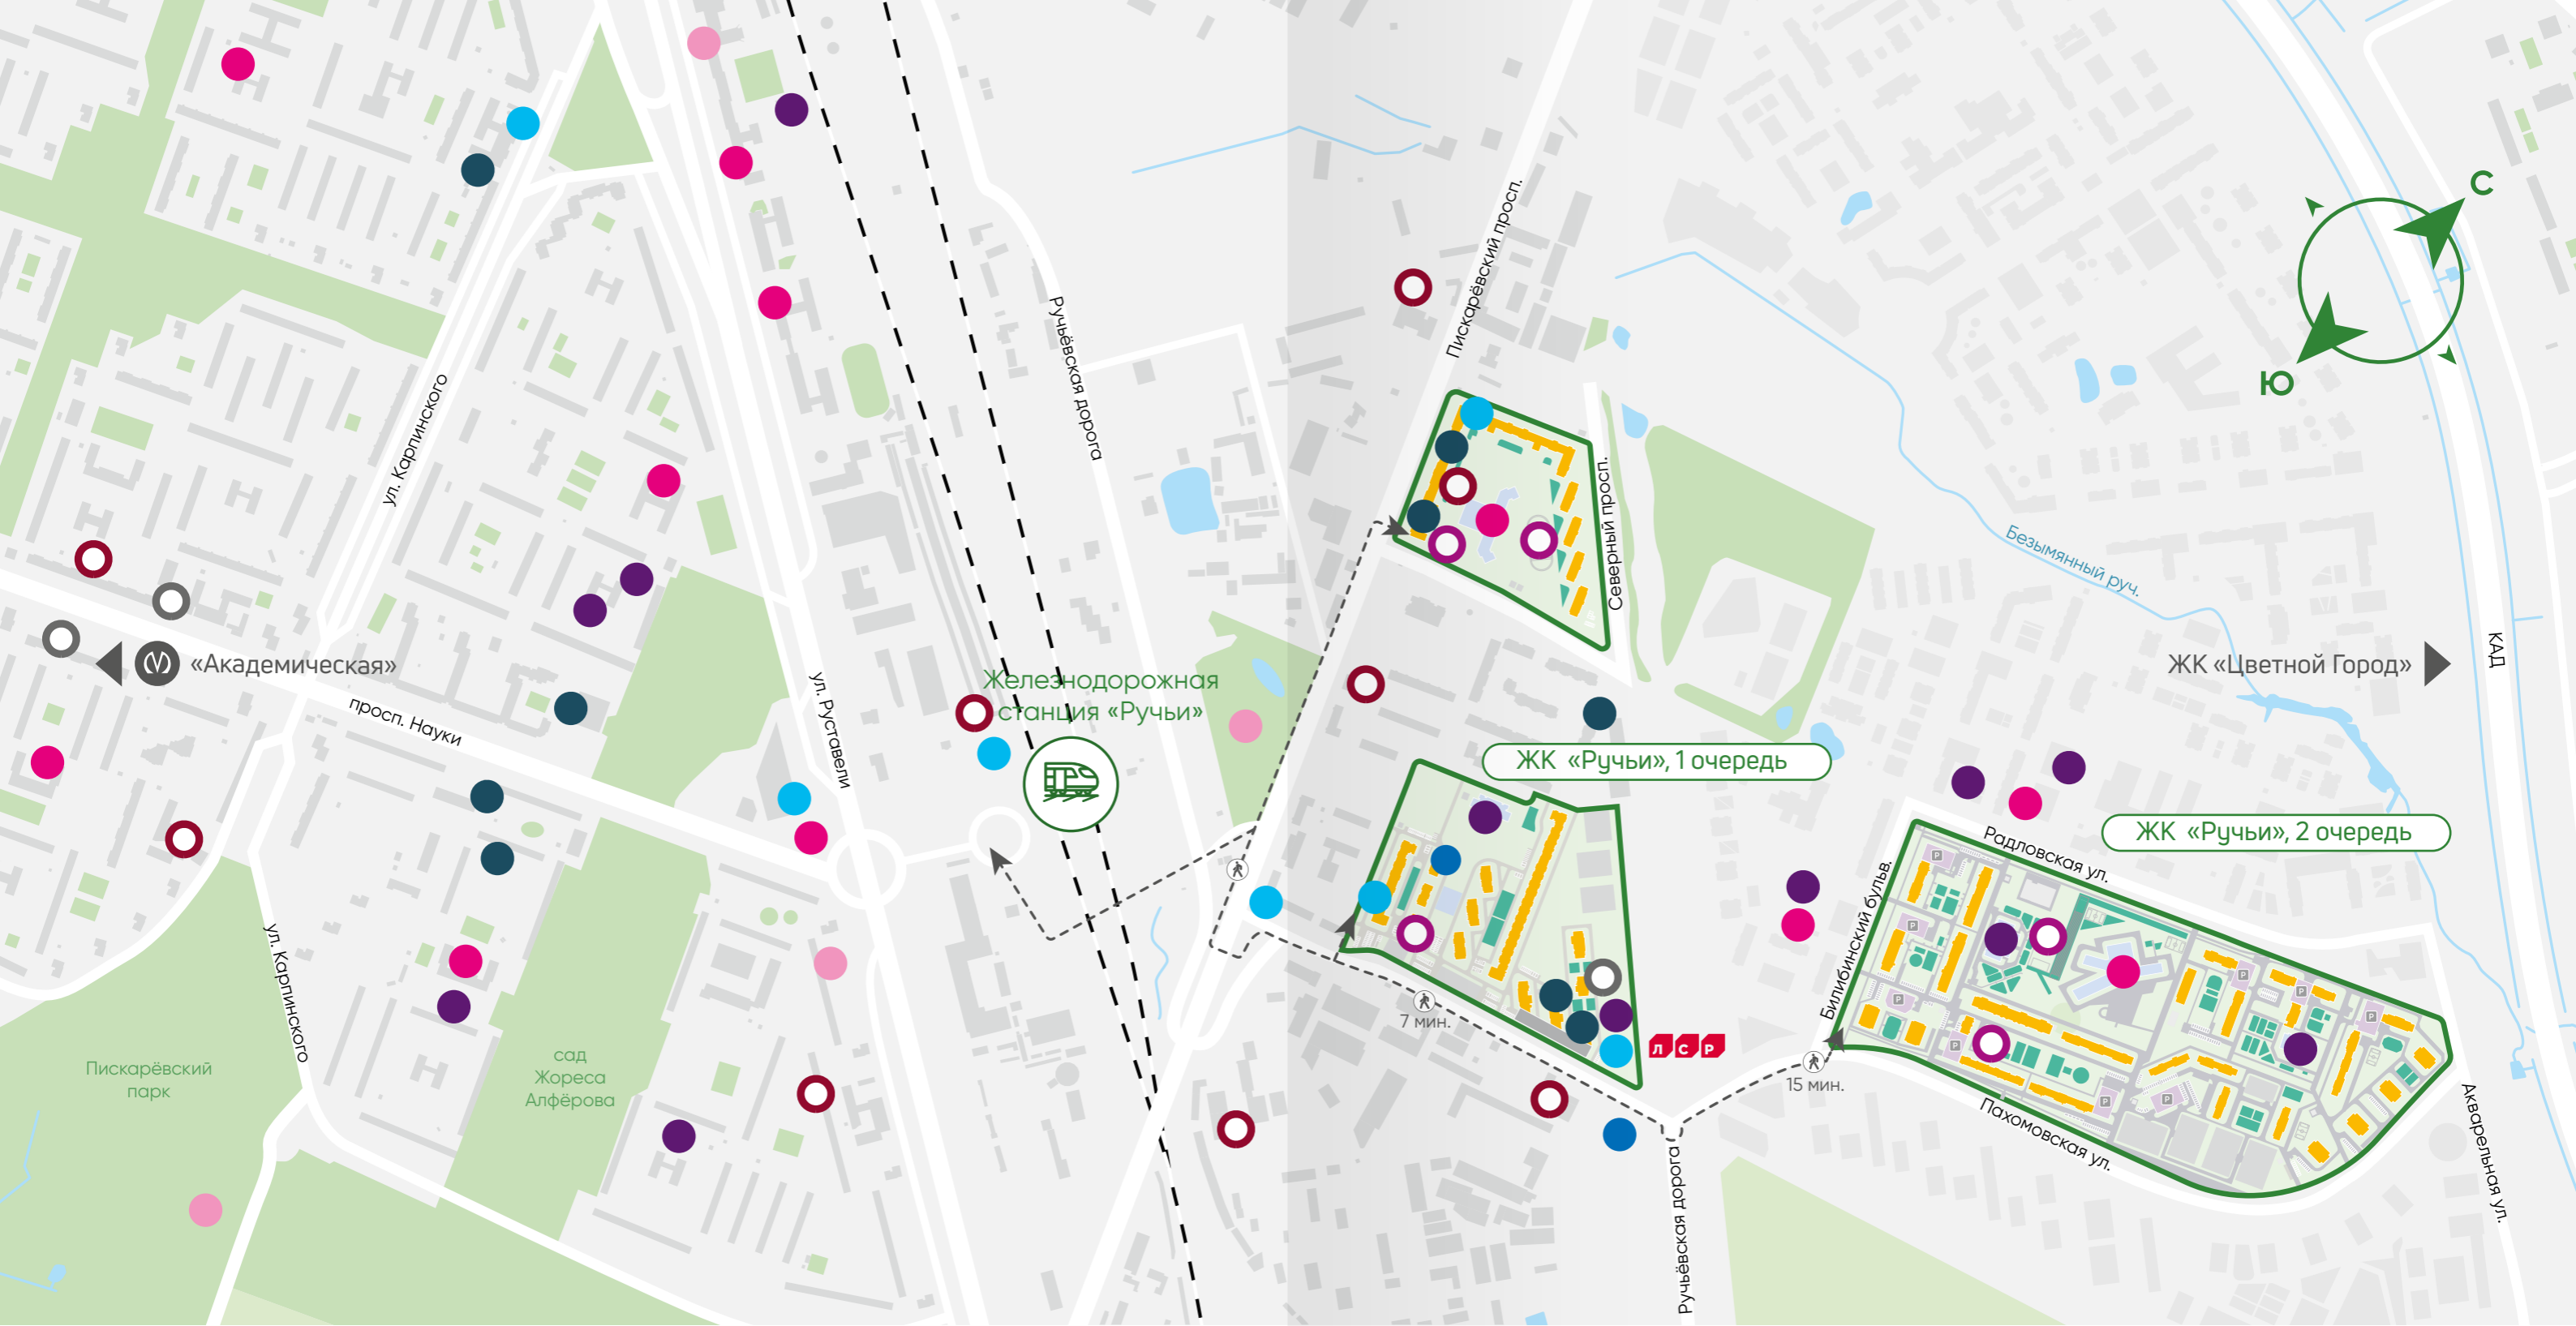 С
Ю
Пискарёвский просп.
Ручьёвская дорога
ул. Карпинского
Северный просп.
Безымянный руч.
КАД
«Академическая»
ЖК «Цветной Город»
Железнодорожная
станция «Ручьи»
просп. Науки
ул. Руставели
ЖК «Ручьи», 1 очередь
ЖК «Ручьи», 2 очередь
Радловская ул.
Билибинский бульв.
ул. Карпинского
7 мин.
ЛСР
15 мин.
Пискарёвский
парк
сад
Жореса
Алфёрова
Пахомовская ул.
Акварельная ул.
Ручьёвская дорога
P
P
P
P
P
P
P
P
P